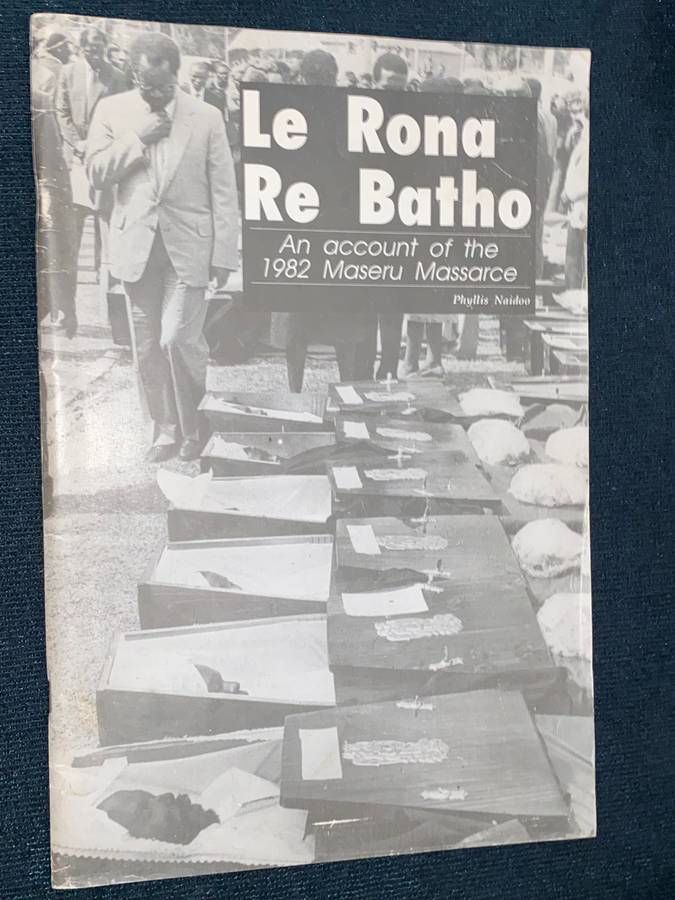 Le Rona
Re Batho
An account of the
1982 Maseru Massarce
Phyllis Naidoo